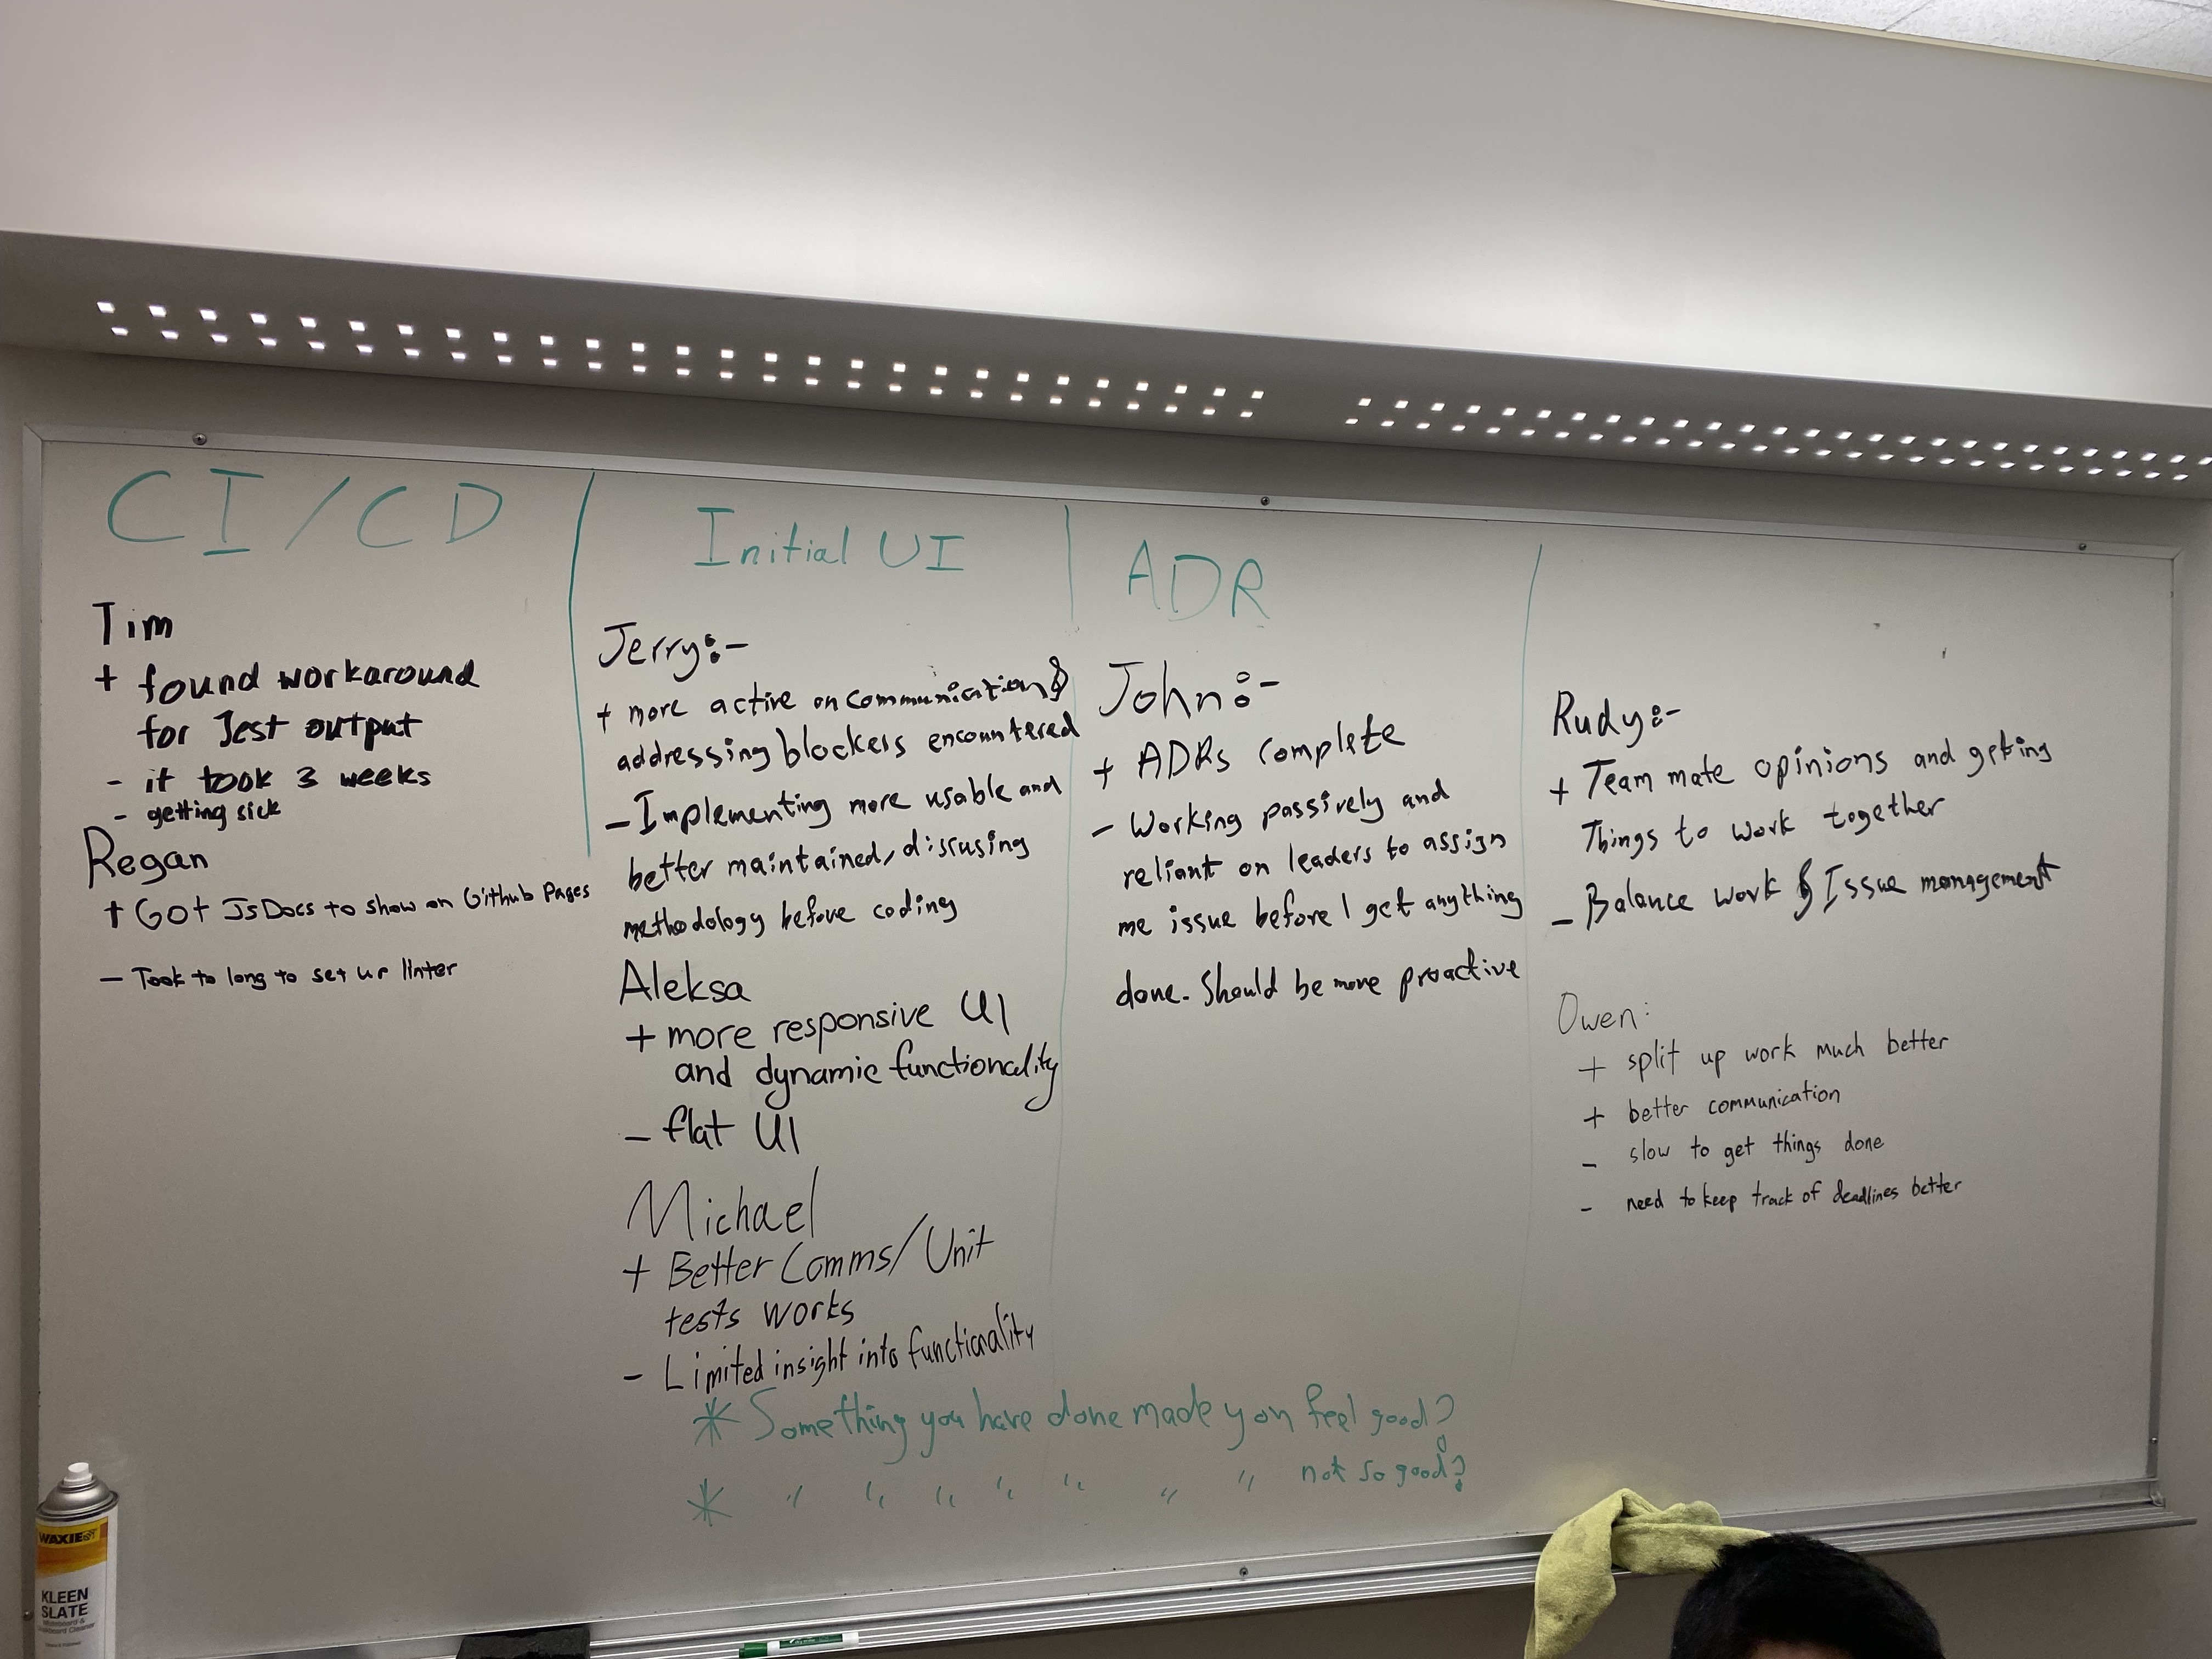 CI/CD
Tim
+ found workaround
for Jest output
- it took 3 weeks
- getting sick
Regan
+ Got JsDocs to show on Github Pages
- Took to long to set up linter
Initial UI
Jerry:-
+ more active on communication &
addressing blockers encountered
- Implementing more usable and
better maintained, discusing
methodology before coding
Aleksa
+ more responsive UI
and dynamic functionality
- flat UI
Michael
+ Better Comms/Unit
tests works
- Limited insight into functionality
ADR
John:-
+ ADRs complete
- Working passively and
reliant on leaders to assign
me issue before I get anything
done. Should be more proactive
Rudy:-
+ Team mate opinions and getting
Things to work together
- Balance work & Issue management
Owen:
+ split up work much better
+ better communication
- slow to get things done
- need to keep track of deadlines better
* Something you have done made you feel good?
* " " " " " " " not so good?
WAXIE
KLEEN
SLATE